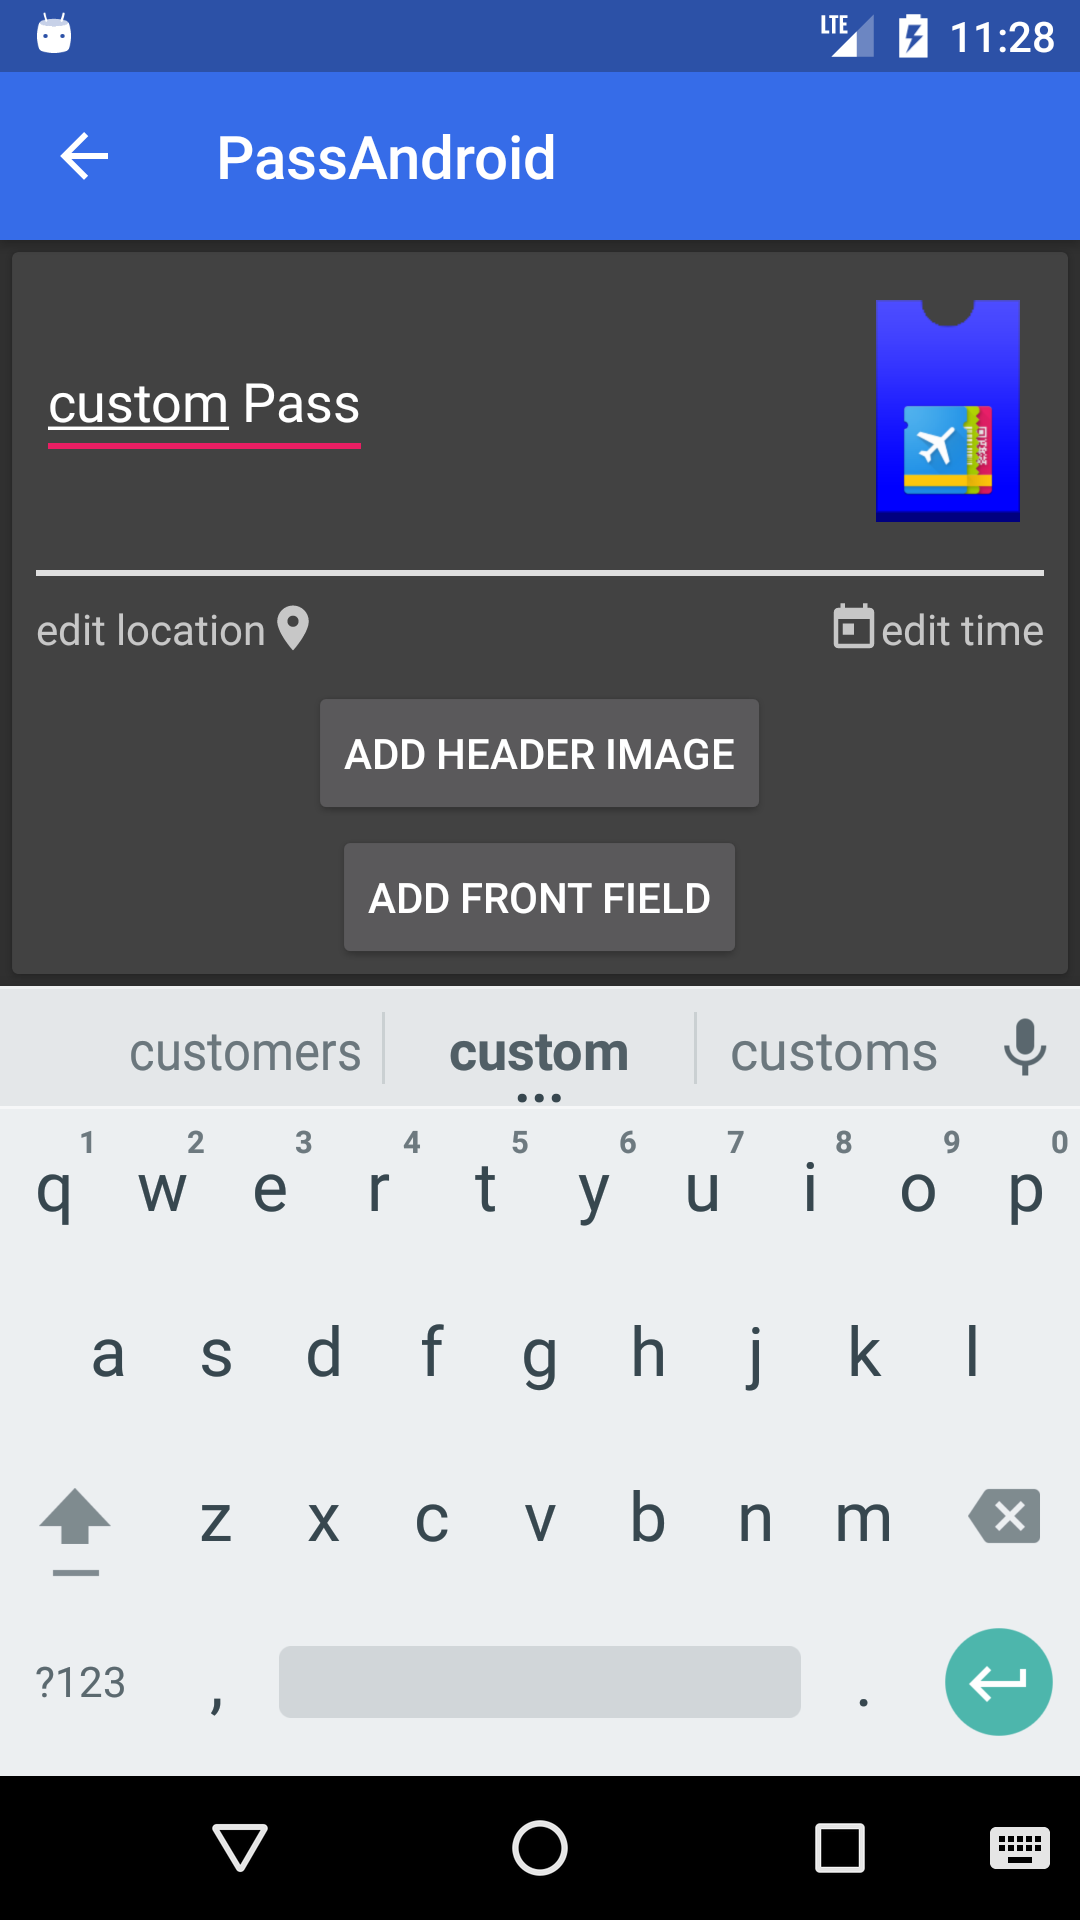 LTE 11:28
PassAndroid
custom Pass
edit location edit time
ADD HEADER IMAGE
ADD FRONT FIELD
customers custom customs
1 2 3 4 5 6 7 8 9 0
q w e r t y u i o p
a s d f g h j k l
z x c v b n m
?123 , .